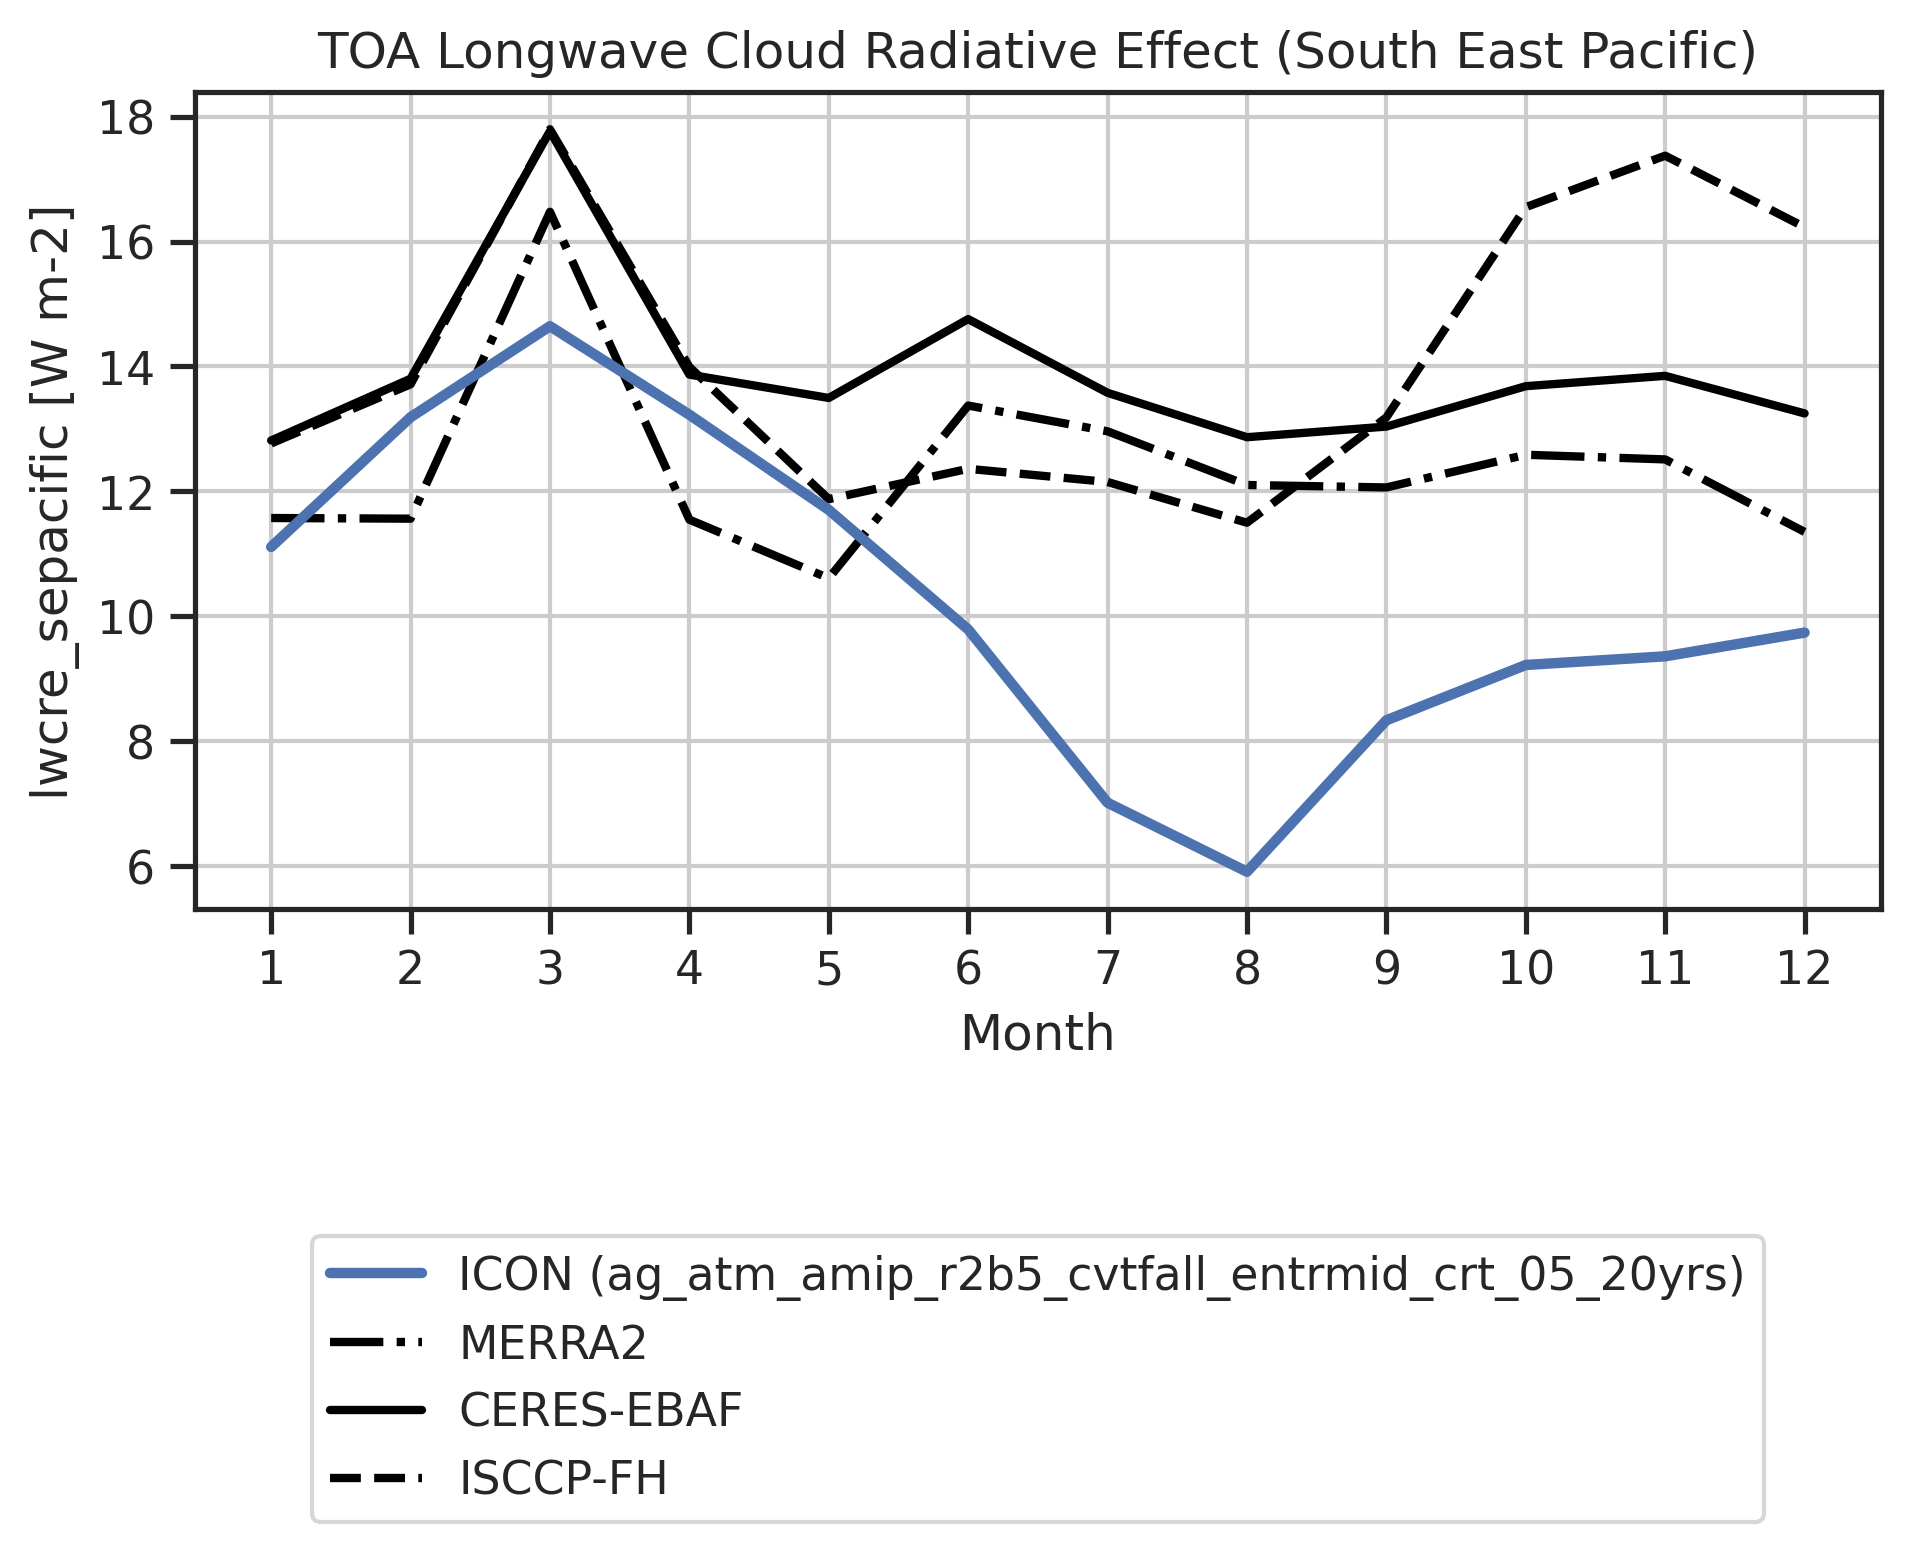 TOA Longwave Cloud Radiative Effect (South East Pacific)
lwcre_sepacific [W m-2]
18
16
14
12
10
8
6
1 2 3 4 5 6 7 8 9 10 11 12
Month
ICON (ag_atm_amip_r2b5_cvtfall_entrmid_crt_05_20yrs)
MERRA2
CERES-EBAF
ISCCP-FH